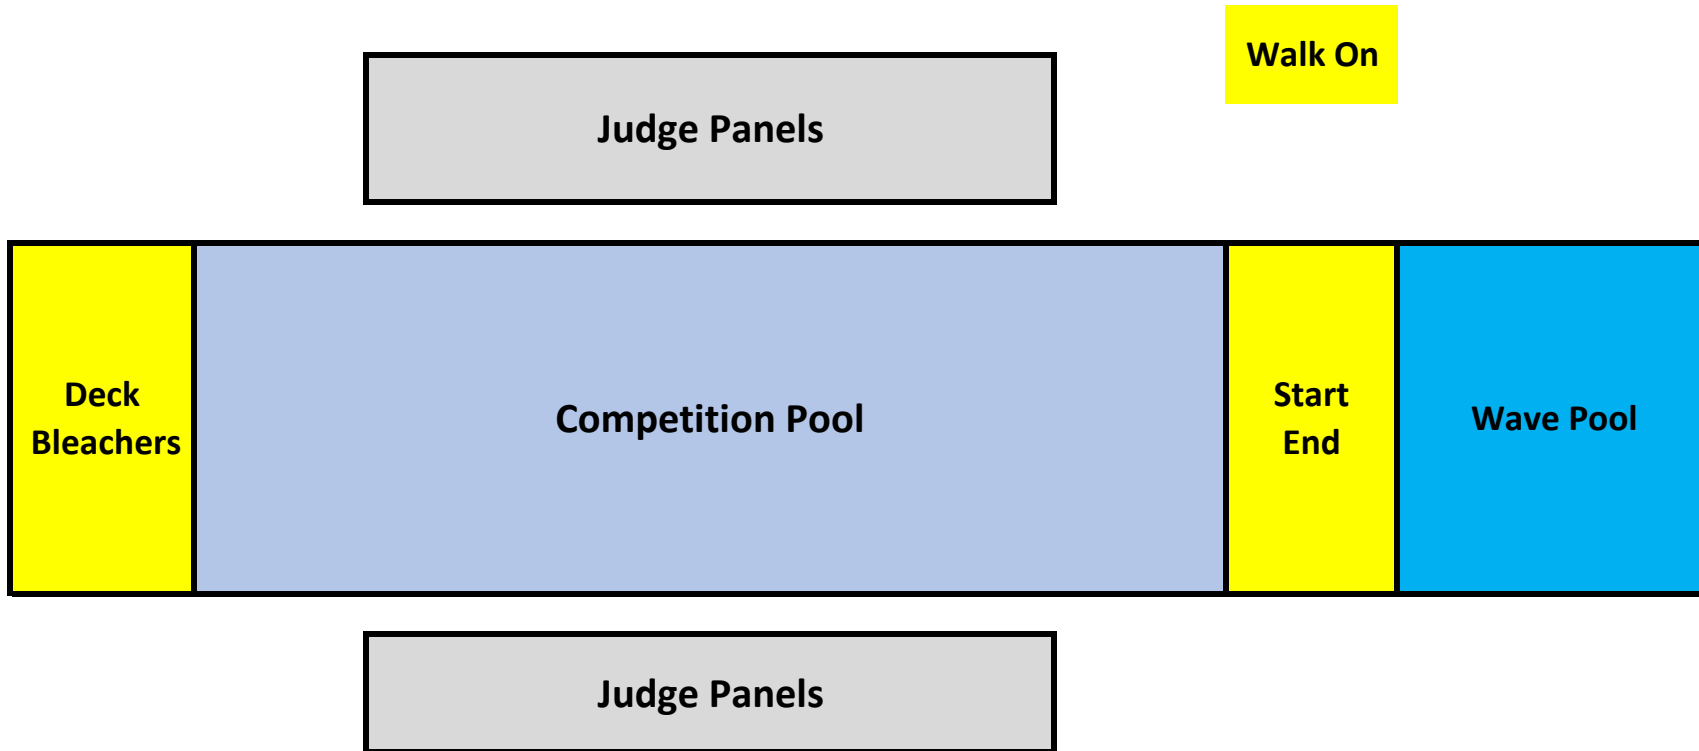 Walk On
Judge Panels
Deck
Bleachers
Competition Pool
Start
End
Wave Pool
Judge Panels